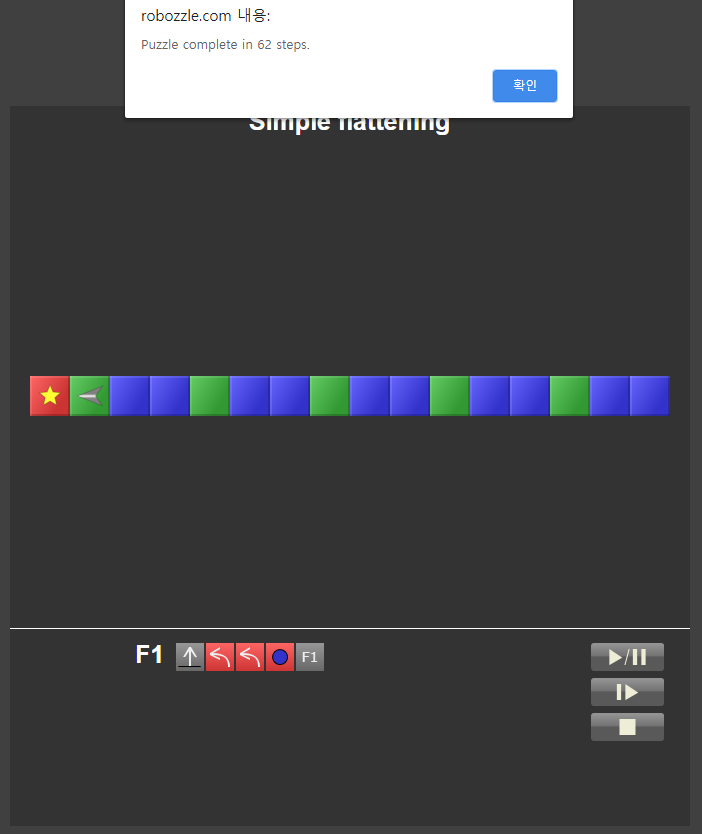 robozzle.com 내용:
Puzzle complete in 62 steps.
확인
Simple flattening
F1
F1